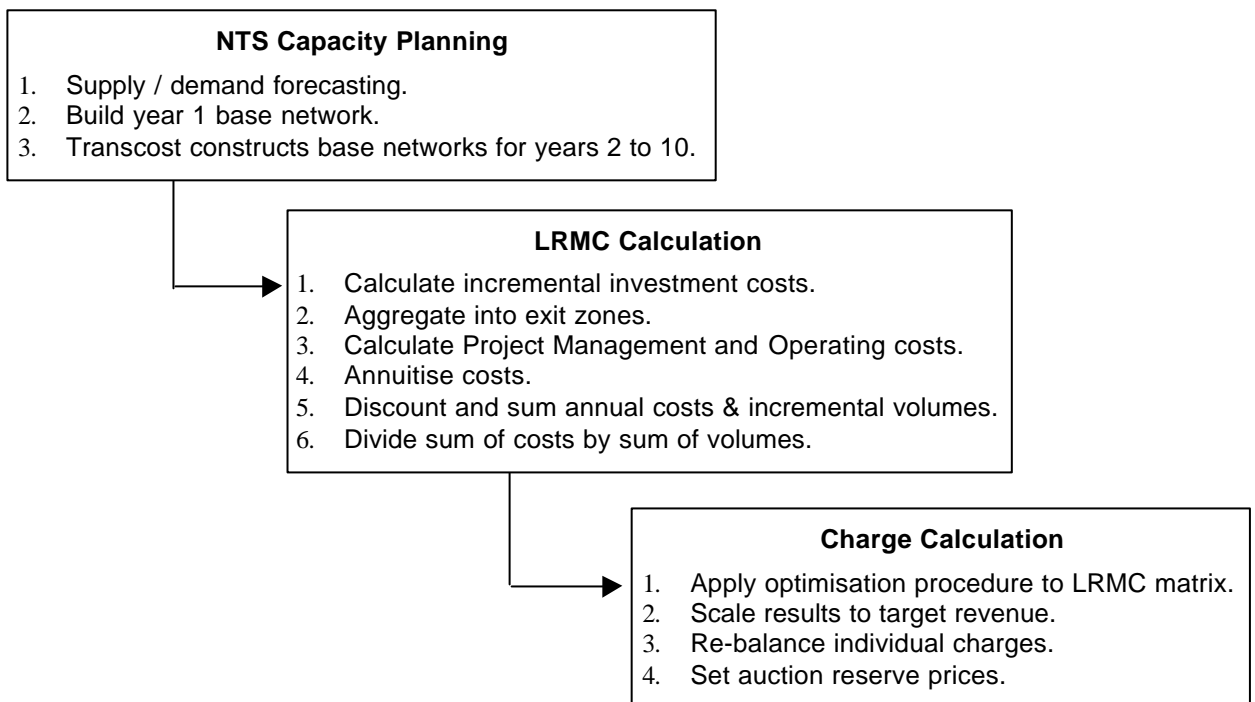 NTS Capacity Planning
1. Supply / demand forecasting.
2. Build year 1 base network.
3. Transcost constructs base networks for years 2 to 10.
LRMC Calculation
1. Calculate incremental investment costs.
2. Aggregate into exit zones.
3. Calculate Project Management and Operating costs.
4. Annuitise costs.
5. Discount and sum annual costs & incremental volumes.
6. Divide sum of costs by sum of volumes.
Charge Calculation
1. Apply optimisation procedure to LRMC matrix.
2. Scale results to target revenue.
3. Re-balance individual charges.
4. Set auction reserve prices.